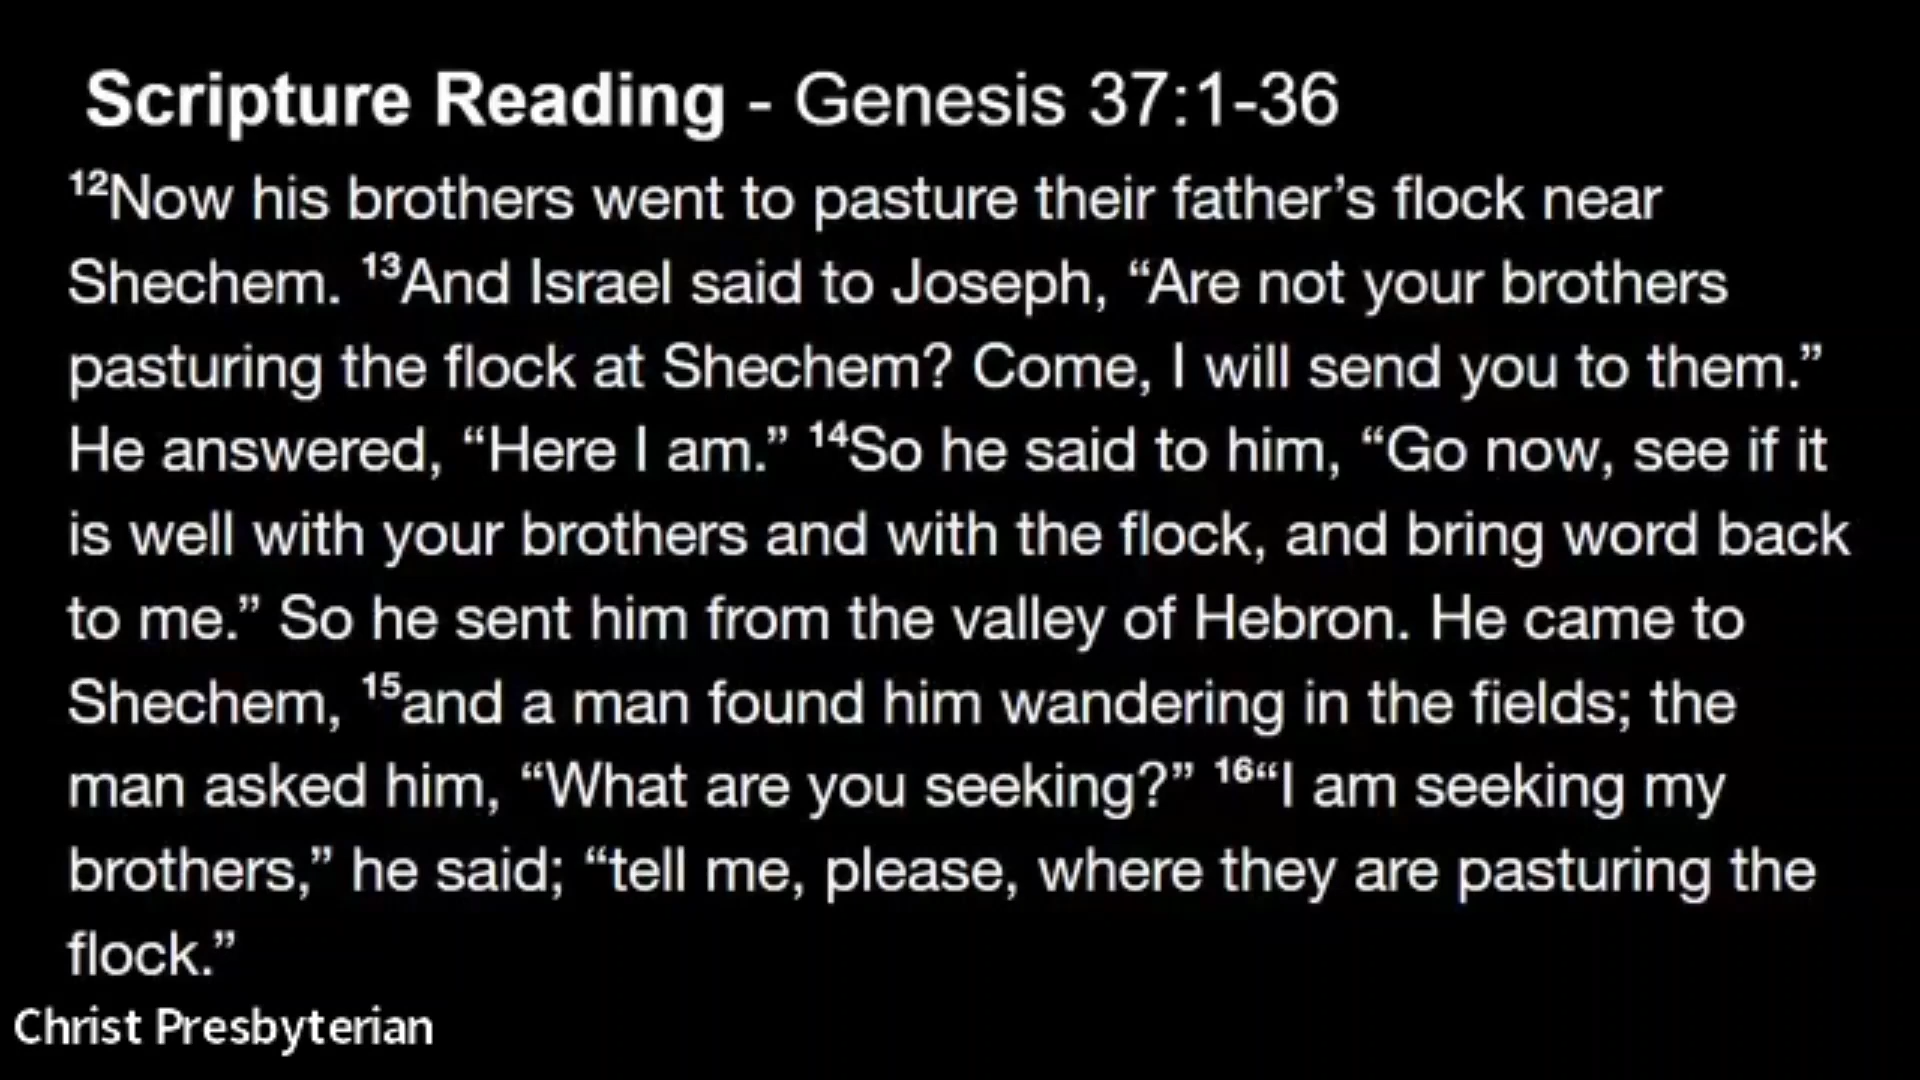 Scripture Reading - Genesis 37:1-36
¹²Now his brothers went to pasture their father’s flock near
Shechem. ¹³And Israel said to Joseph, “Are not your brothers
pasturing the flock at Shechem? Come, I will send you to them.”
He answered, “Here I am.” ¹⁴So he said to him, “Go now, see if it
is well with your brothers and with the flock, and bring word back
to me.” So he sent him from the valley of Hebron. He came to
Shechem, ¹⁵and a man found him wandering in the fields; the
man asked him, “What are you seeking?” ¹⁶“I am seeking my
brothers,” he said; “tell me, please, where they are pasturing the
flock.”
Christ Presbyterian